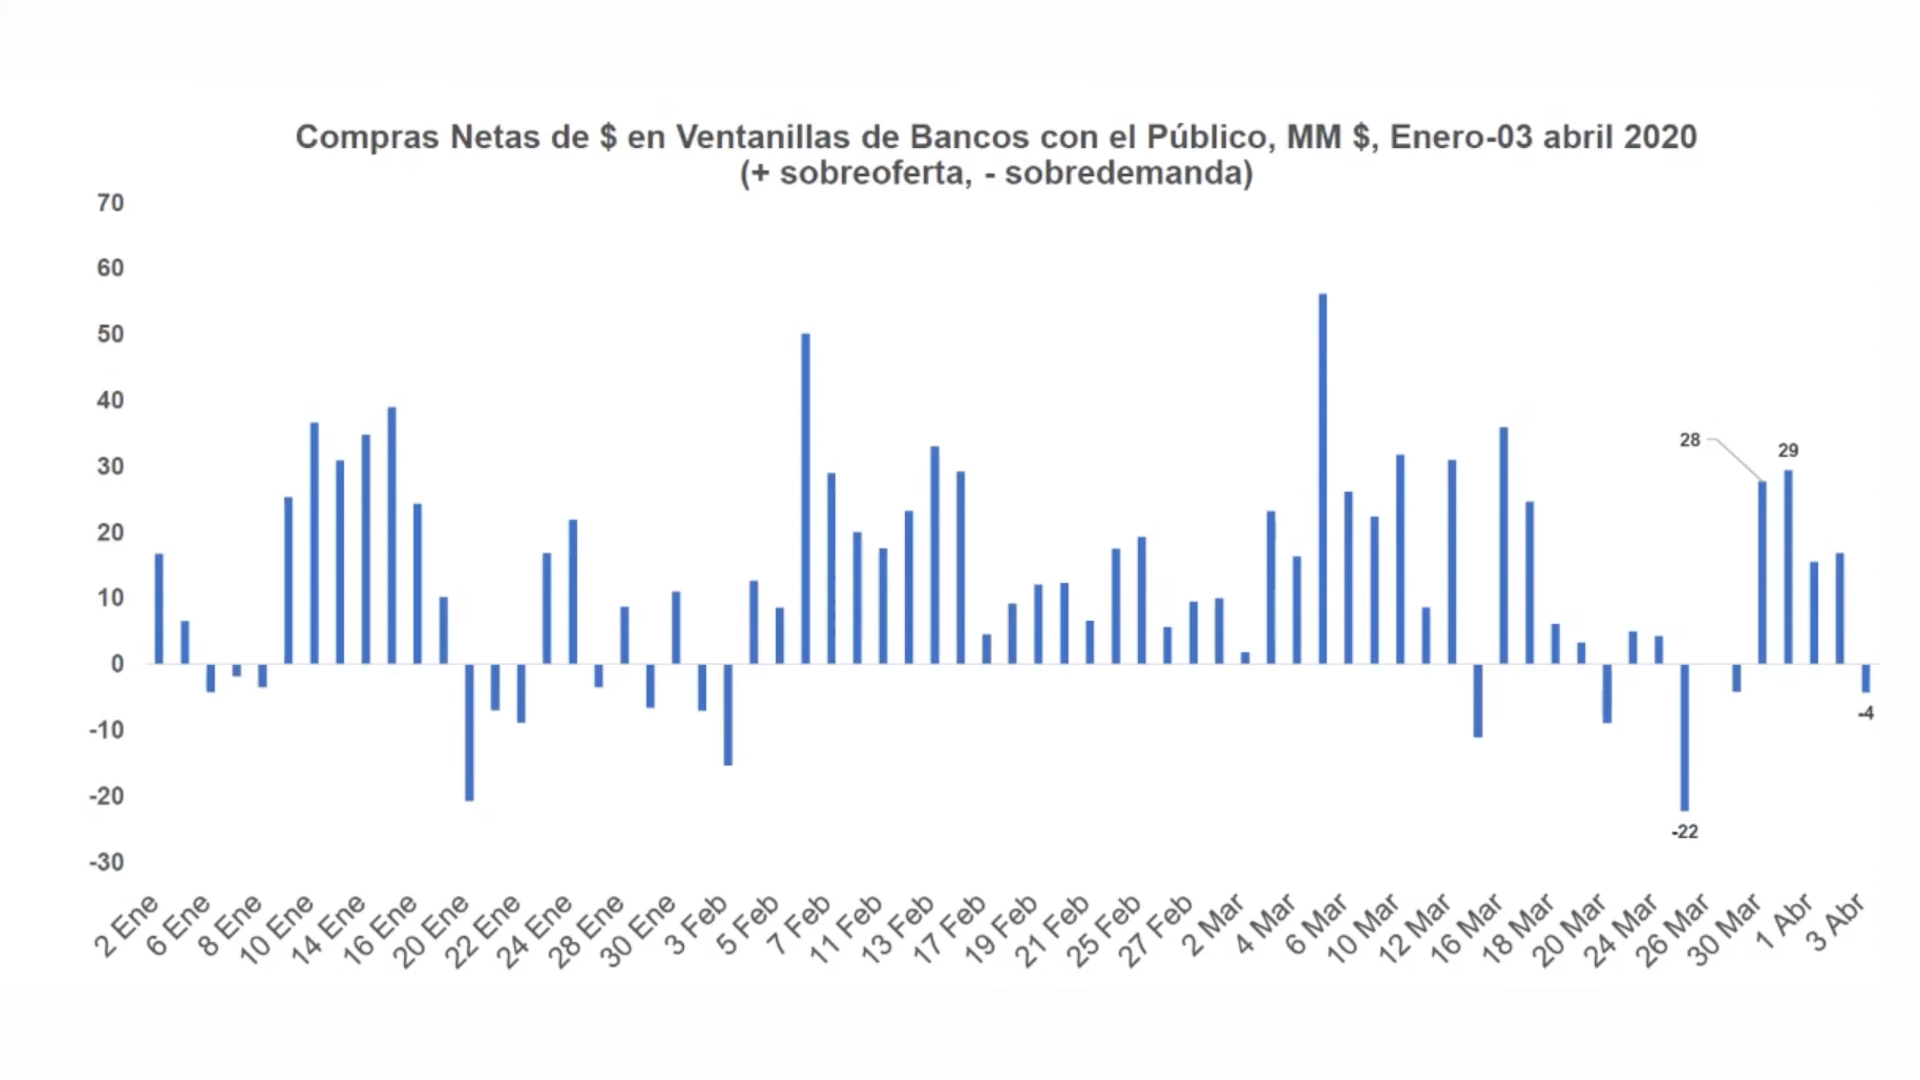 Compras Netas de $ en Ventanillas de Bancos con el Público, MM $, Enero-03 abril 2020
(+ sobreoferta, - sobredemanda)
70
60
50
40
30
20
10
0
-10
-20
-30
28
29
-22
-4
2 Ene
6 Ene
8 Ene
10 Ene
14 Ene
16 Ene
20 Ene
22 Ene
24 Ene
28 Ene
30 Ene
3 Feb
5 Feb
7 Feb
11 Feb
13 Feb
17 Feb
19 Feb
21 Feb
25 Feb
27 Feb
2 Mar
4 Mar
6 Mar
10 Mar
12 Mar
16 Mar
18 Mar
20 Mar
24 Mar
26 Mar
30 Mar
1 Abr
3 Abr